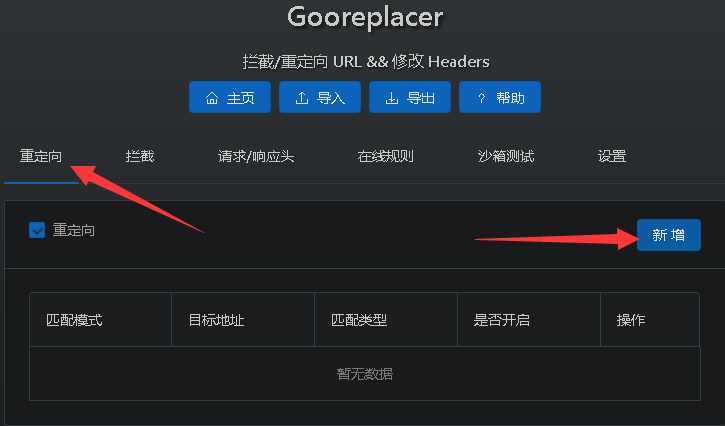 Gooreplacer
拦截/重定向 URL && 修改 Headers
主页 导入 导出 ? 帮助
重定向 拦截 请求/响应头 在线规则 沙箱测试 设置
重定向 新增
匹配模式 目标地址 匹配类型 是否开启 操作
暂无数据